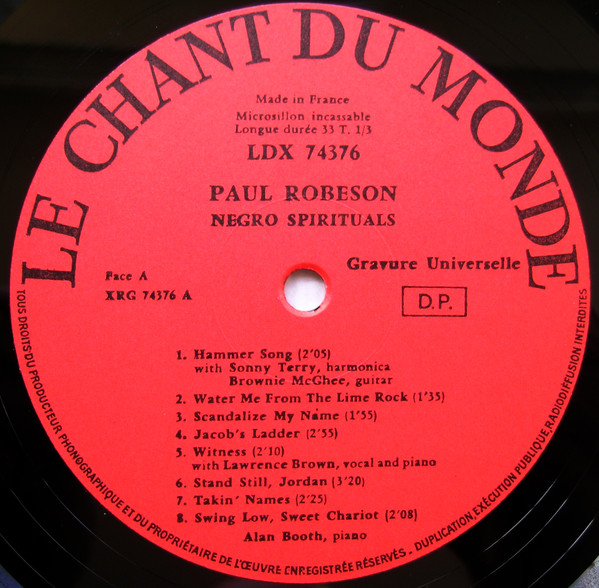 LE CHANT DU MONDE
Made in France
Microsillon incassable
Longue durée 33 T. 1/3
LDX 74376
PAUL ROBESON
NEGRO SPIRITUALS
Gravure Universelle
Face A
XRG 74376 A
D.P.
1. Hammer Song (2'05)
with Sonny Terry, harmonica
Brownie McGhee, guitar
2. Water Me From The Lime Rock (1'35)
3. Scandalize My Name (1'55)
4. Jacob's Ladder (2'55)
5. Witness (2'10)
with Lawrence Brown, vocal and piano
6. Stand Still, Jordan (3'20)
7. Takin' Names (2'25)
8. Swing Low, Sweet Chariot (2'08)
Alan Booth, piano
TOUS DROITS DU PRODUCTEUR PHONOGRAPHIQUE ET DU PROPRIÉTAIRE DE L'ŒUVRE ENREGISTRÉE RÉSERVÉS. DUPLICATION, EXÉCUTION PUBLIQUE, RADIODIFFUSION INTERDITES